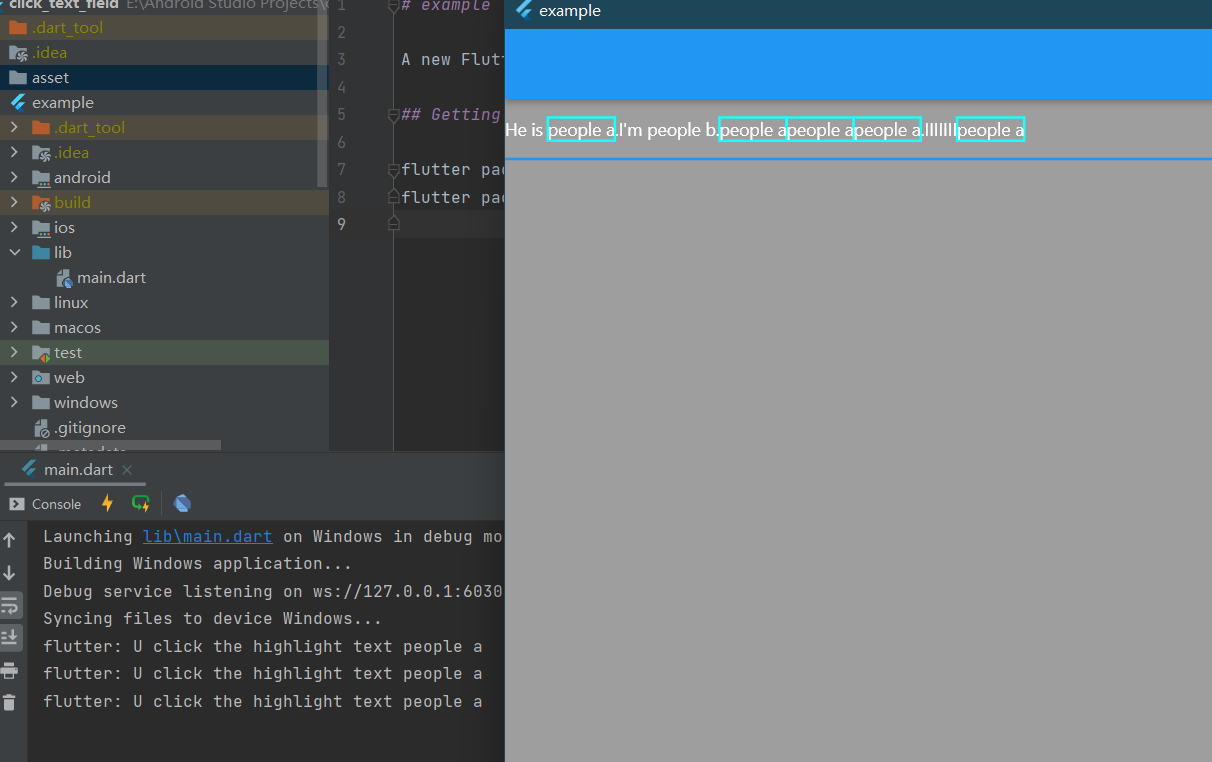 click_text_field E:\Android Studio Projects\
.dart_tool
.idea
asset
example
.dart_tool
.idea
android
build
ios
lib
main.dart
linux
macos
test
web
windows
.gitignore
.metadata
1 # example
2
3 A new Flut
4
5 ## Getting
6
7 flutter pac
8 flutter pac
9
example
He is people a.I'm people b.people apeople apeople a.IIIIIIIpeople a
main.dart
Console
Launching lib\main.dart on Windows in debug mo
Building Windows application...
Debug service listening on ws://127.0.0.1:6030
Syncing files to device Windows...
flutter: U click the highlight text people a
flutter: U click the highlight text people a
flutter: U click the highlight text people a